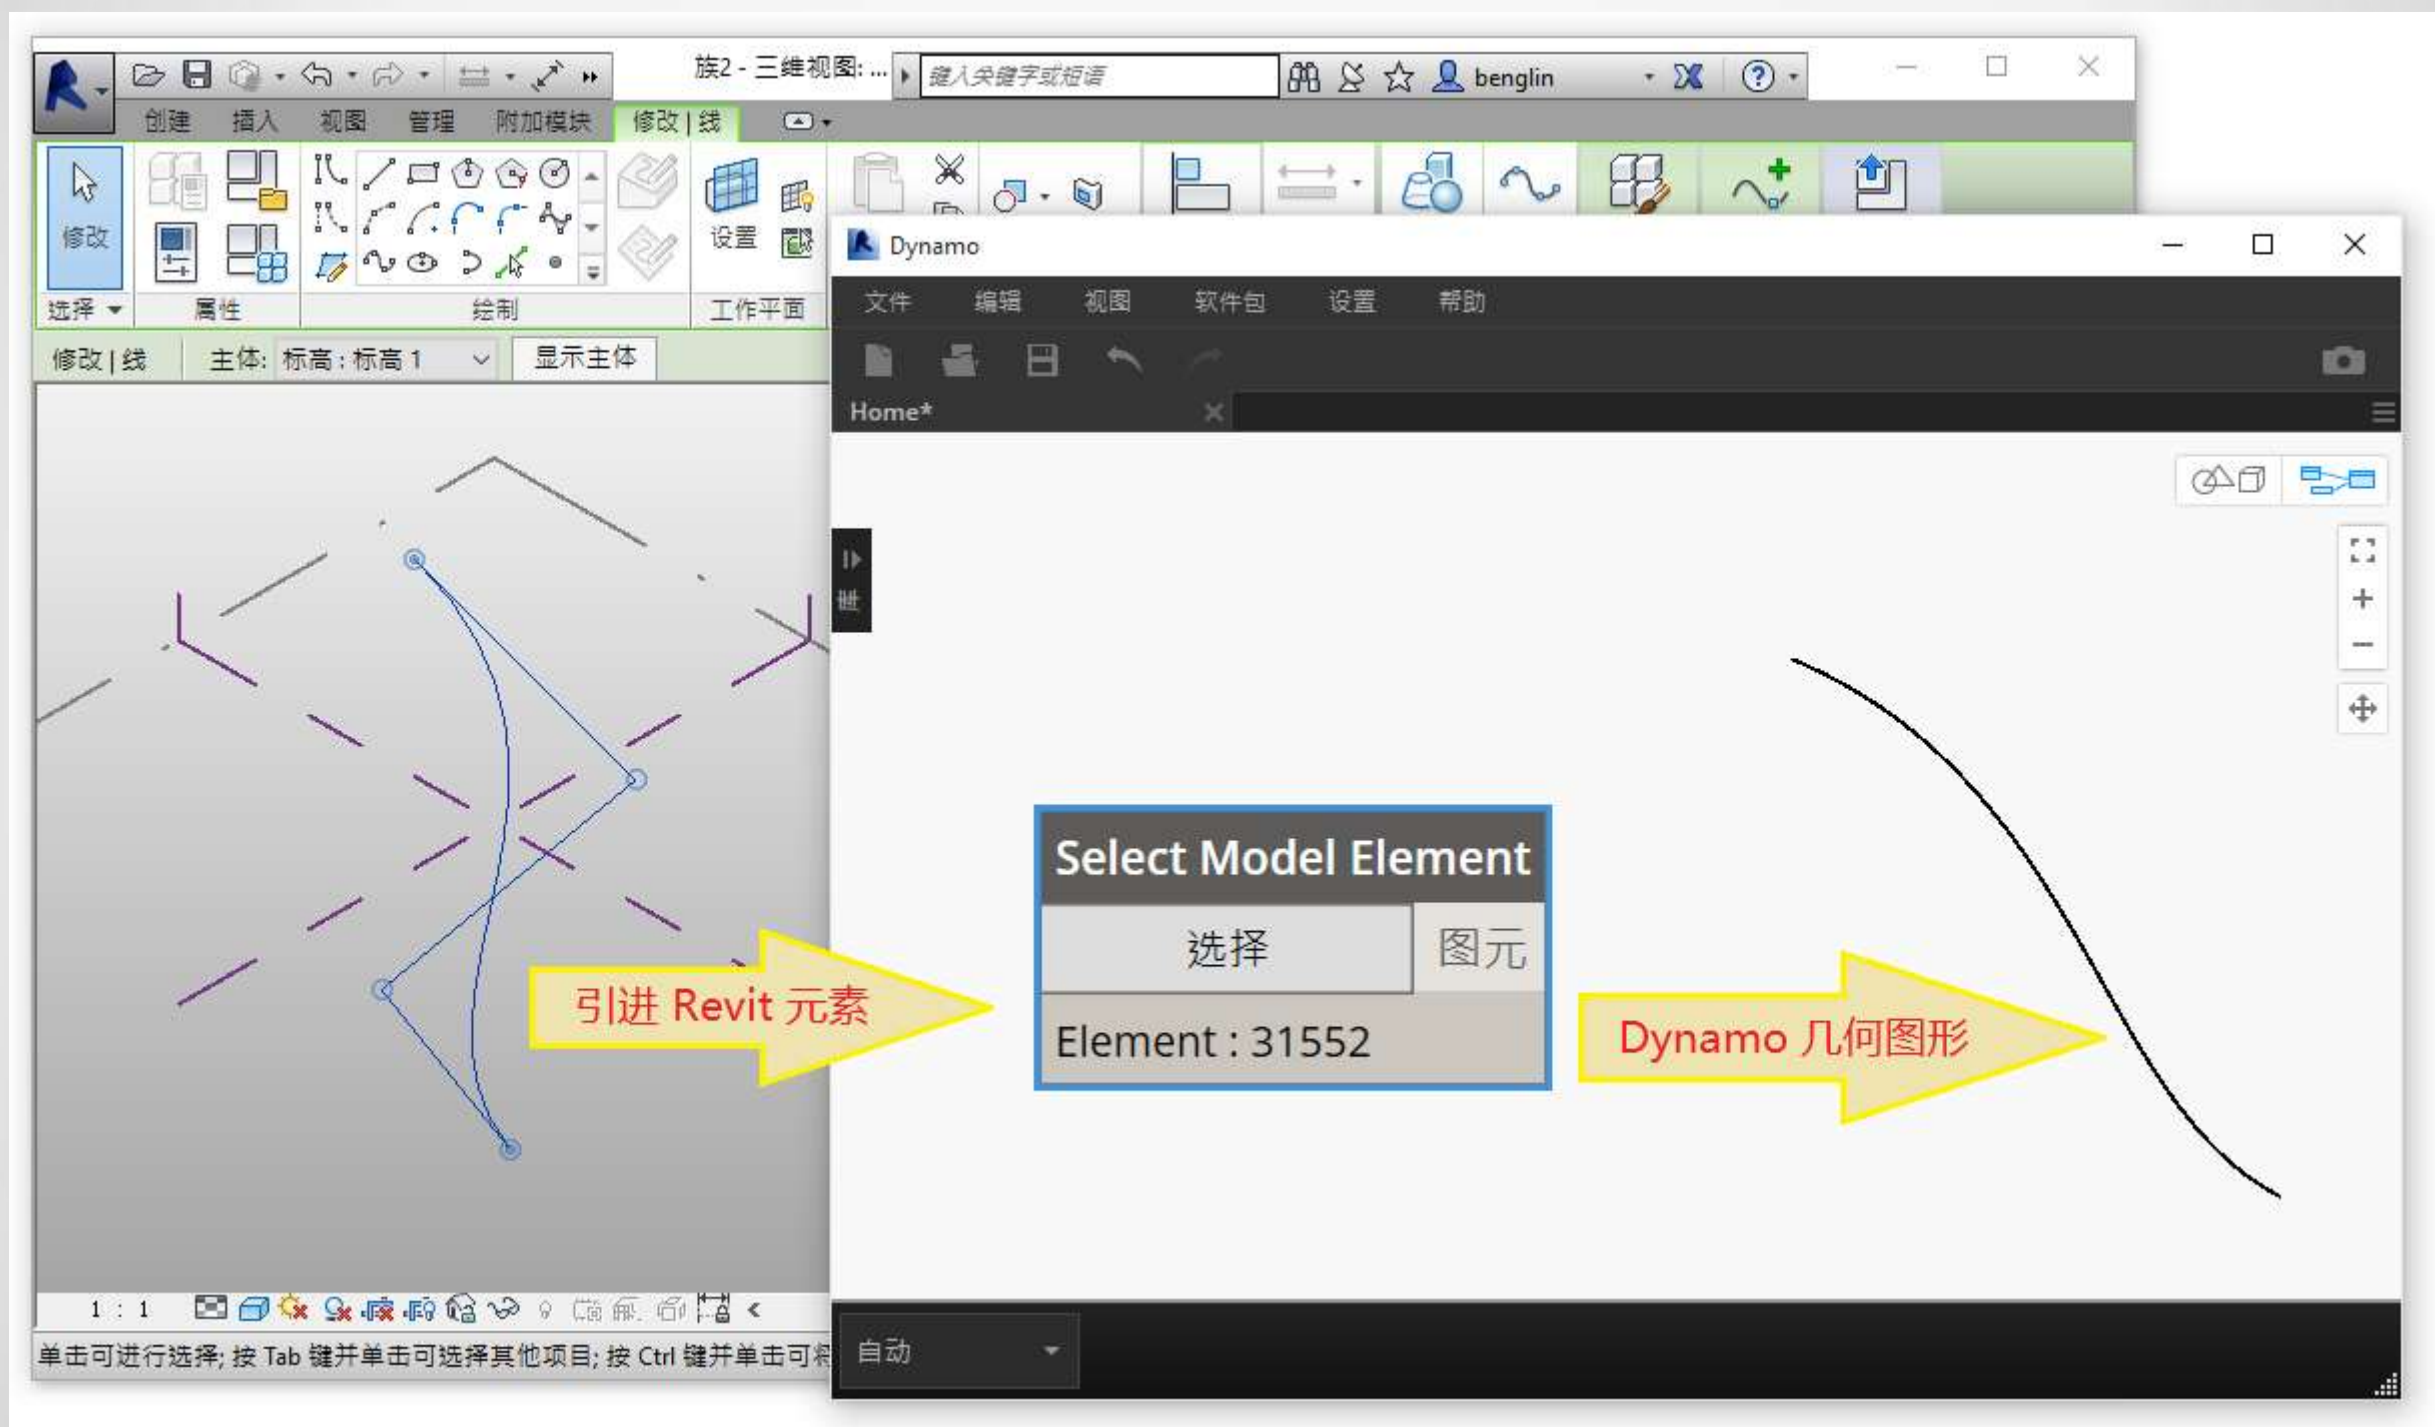 族2 - 三维视图: ...
键入关键字或短语
benglin
创建 插入 视图 管理 附加模块 修改 | 线
修改
设置
选择 属性 绘制 工作平面
修改 | 线 主体: 标高 : 标高 1 显示主体
Dynamo
文件 编辑 视图 软件包 设置 帮助
Home*
库
Select Model Element
选择 图元
Element : 31552
引进 Revit 元素
Dynamo 几何图形
1 : 1
单击可进行选择; 按 Tab 键并单击可选择其他项目; 按 Ctrl 键并单击可将
自动